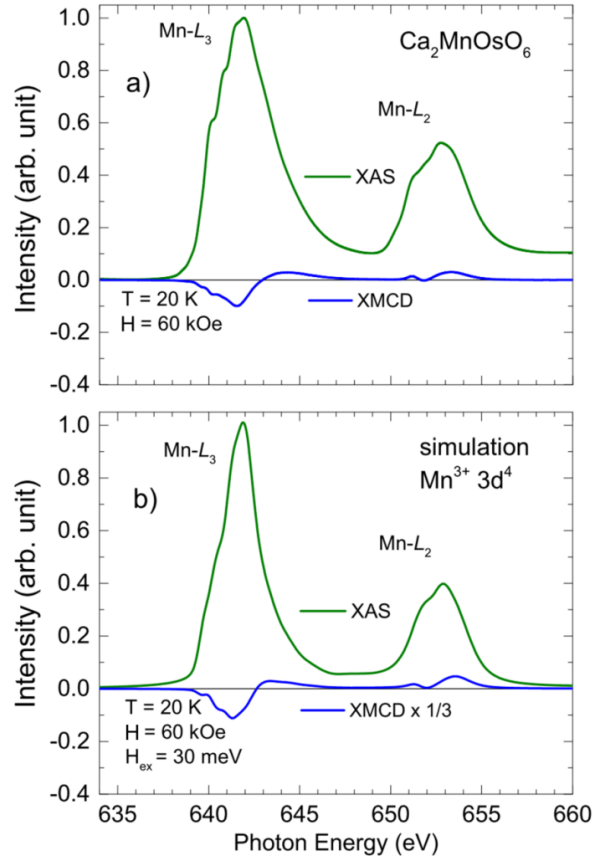 Mn-L₃
Ca₂MnOsO₆
a)
Mn-L₂
XAS
XMCD
T = 20 K
H = 60 kOe
Intensity (arb. unit)
1.0
0.8
0.6
0.4
0.2
0.0
-0.2
-0.4
Mn-L₃
simulation
Mn³⁺ 3d⁴
b)
Mn-L₂
XAS
XMCD x 1/3
T = 20 K
H = 60 kOe
Hₑₓ = 30 meV
Intensity (arb. unit)
1.0
0.8
0.6
0.4
0.2
0.0
-0.2
-0.4
635 640 645 650 655 660
Photon Energy (eV)